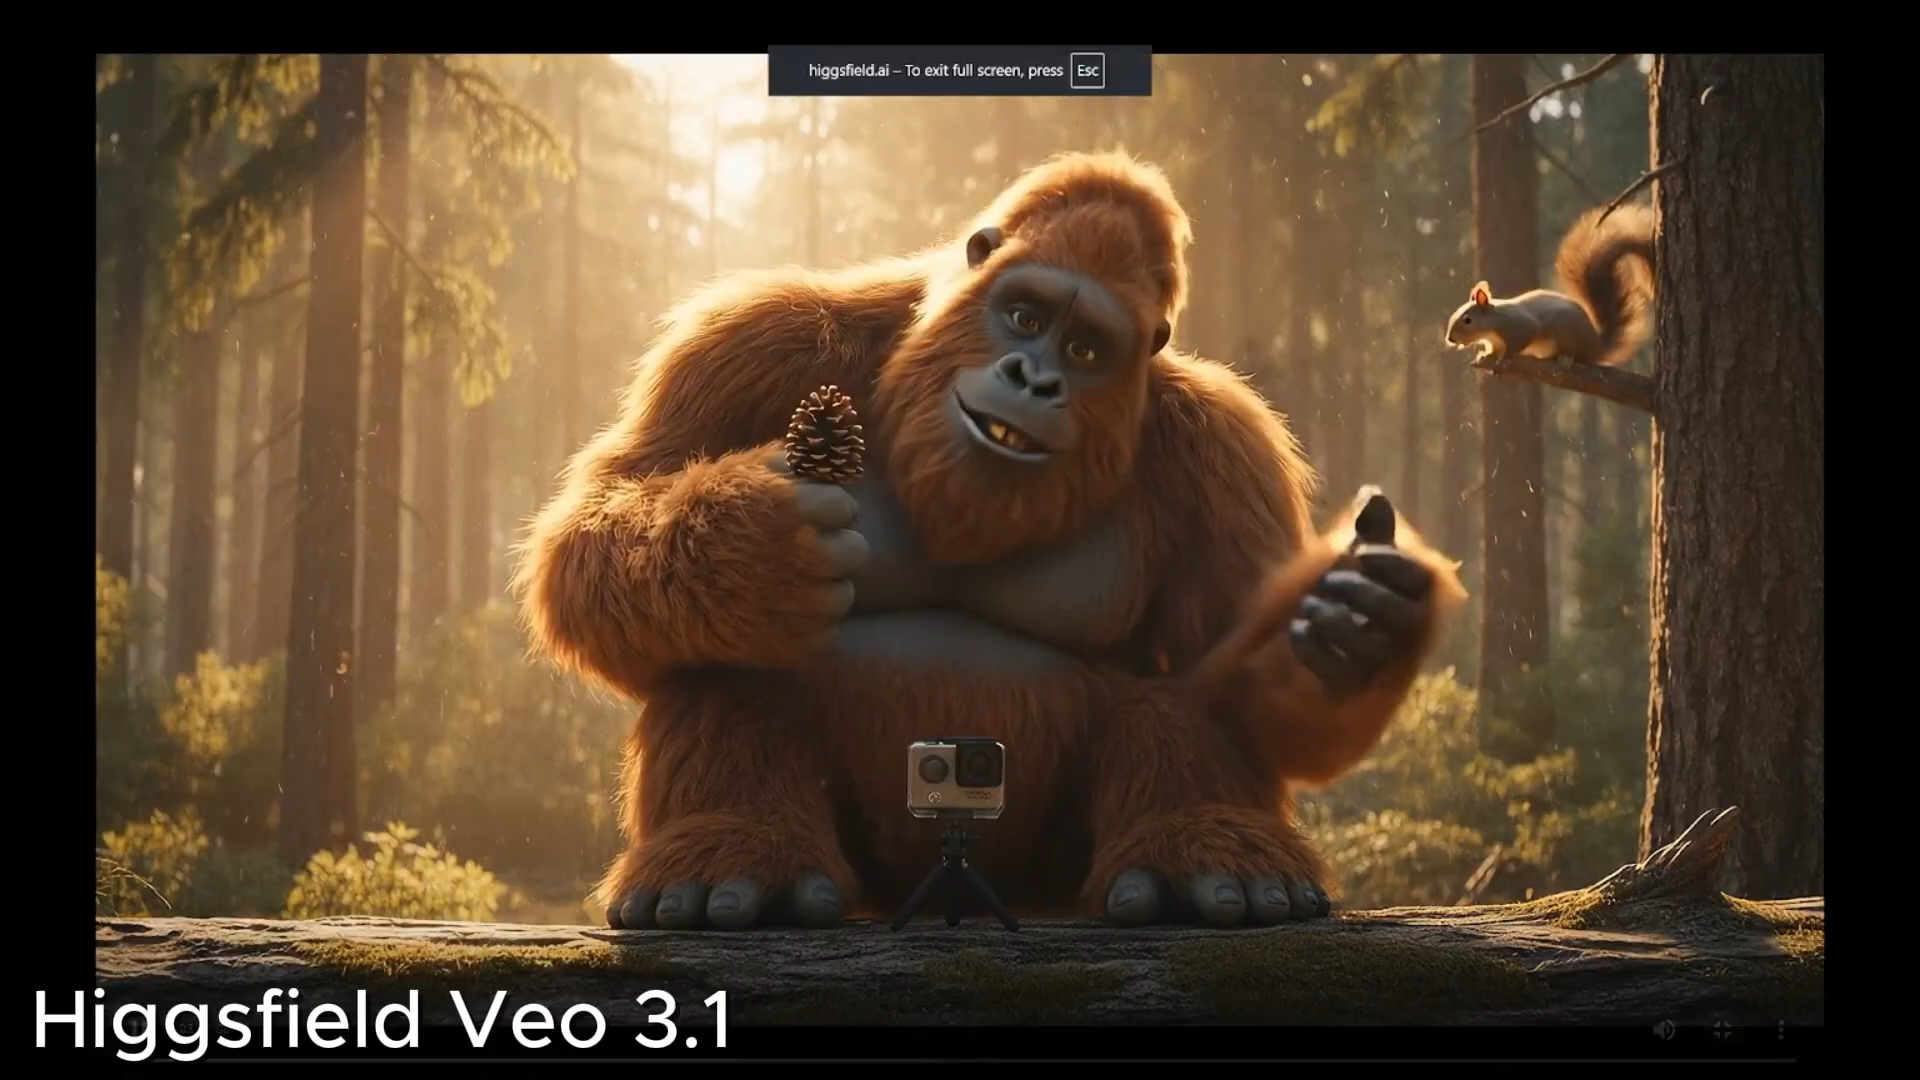 higgsfield.ai – To exit full screen, press Esc
Higgsfield Veo 3.1